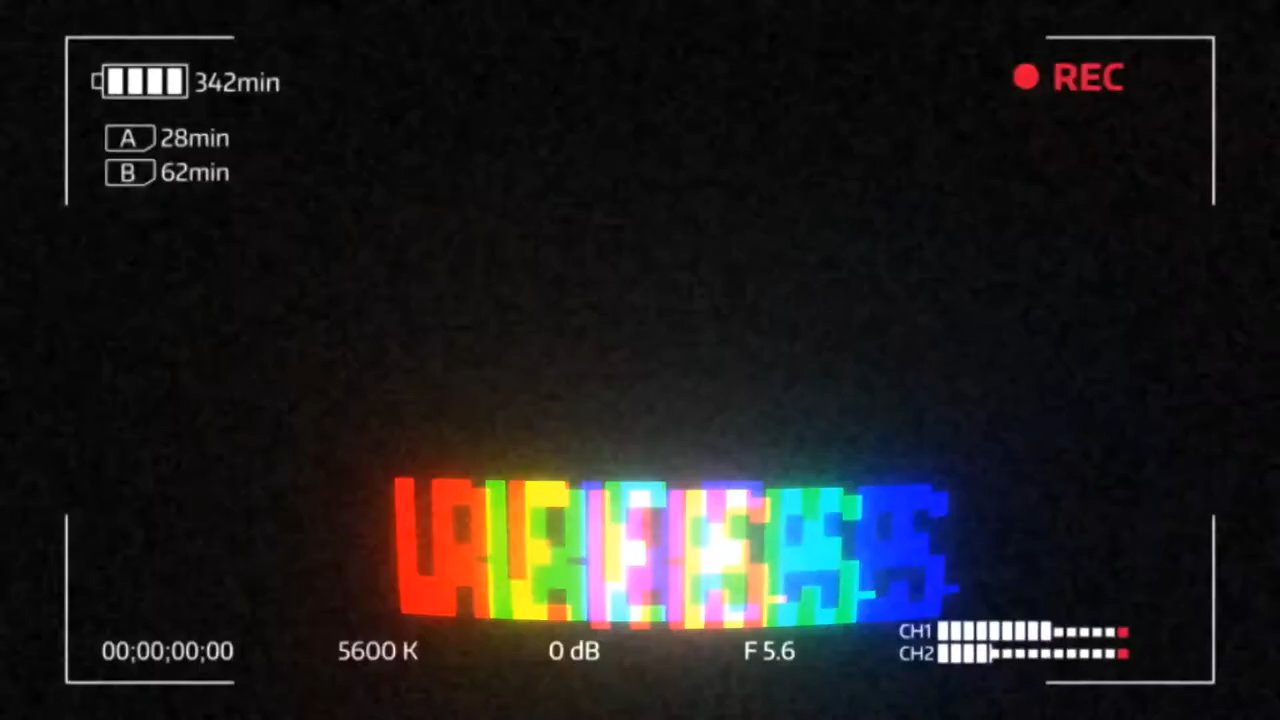 342min
REC
A 28min
B 62min
00;00;00;00
5600 K
0 dB
F 5.6
CH1
CH2